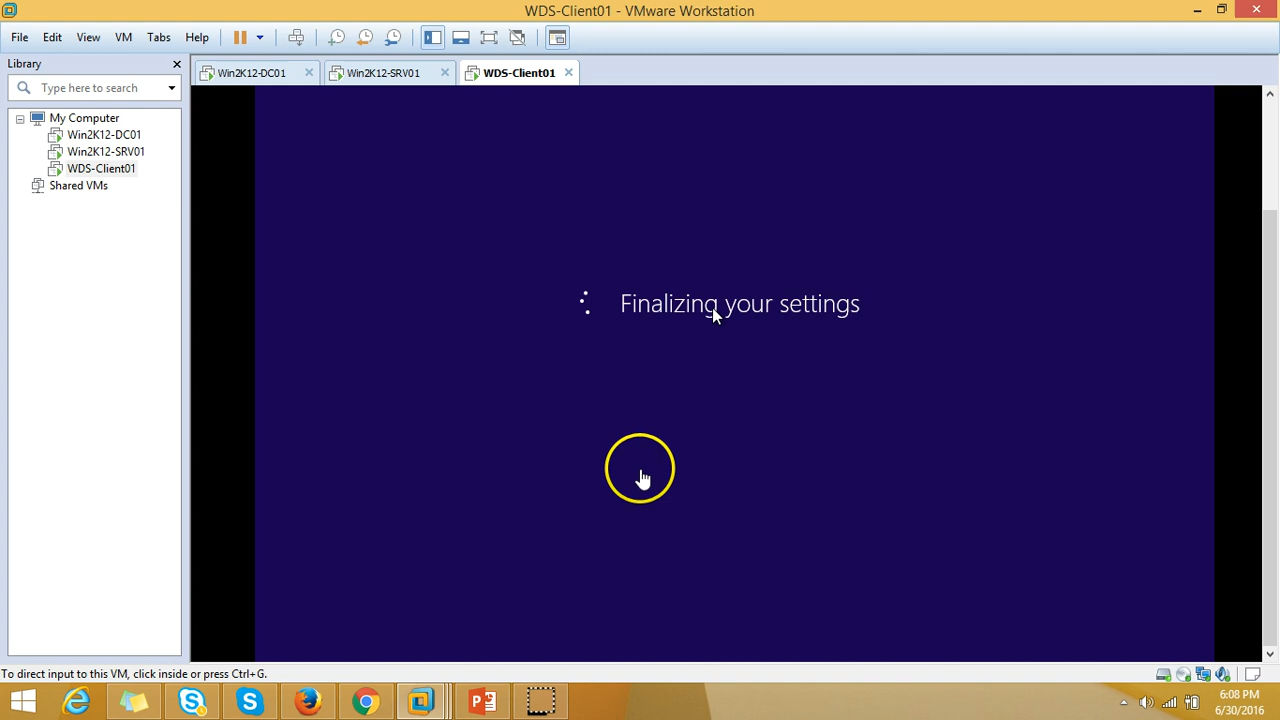 WDS-Client01 - VMware Workstation
File Edit View VM Tabs Help
Library
Win2K12-DC01 Win2K12-SRV01 WDS-Client01
Type here to search
My Computer
Win2K12-DC01
Win2K12-SRV01
WDS-Client01
Shared VMs
Finalizing your settings
To direct input to this VM, click inside or press Ctrl+G.
6:08 PM
6/30/2016